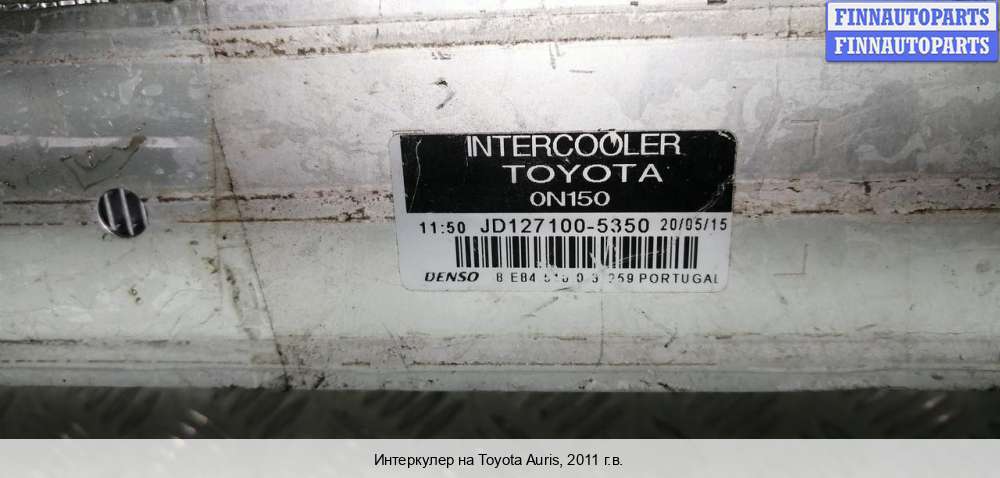 FINNAUTOPARTS
FINNAUTOPARTS
INTERCOOLER
TOYOTA
0N150
11:50 JD127100-5350 20/05/15
DENSO PORTUGAL
Интеркулер на Toyota Auris, 2011 г.в.